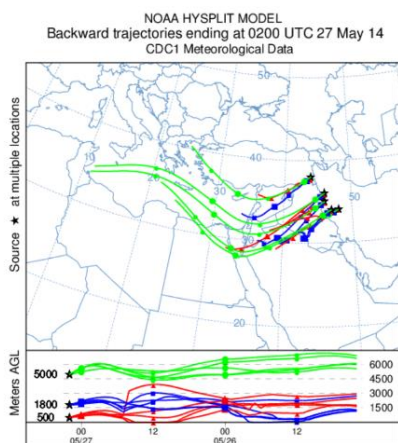 NOAA HYSPLIT MODEL
Backward trajectories ending at 0200 UTC 27 May 14
CDC1 Meteorological Data
Source ★ at multiple locations
50
40
10
20
30
40
50
30
20
Meters AGL
5000
1800
500
6000
4500
3000
1500
00 12 00 12
05/27 05/26